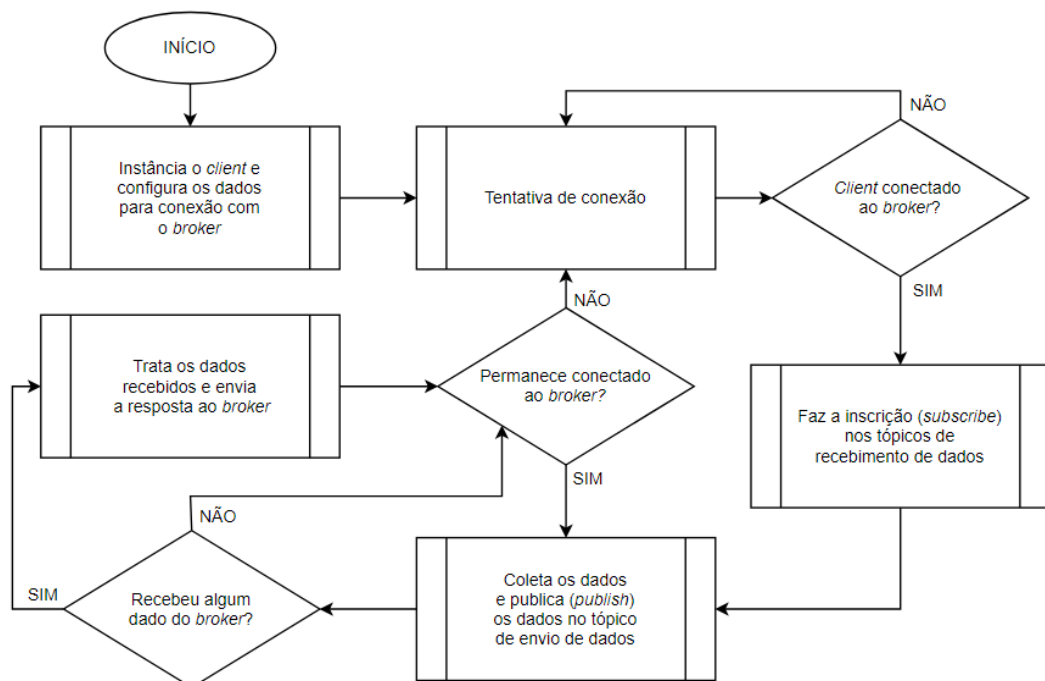 INÍCIO
Instância o client e
configura os dados
para conexão com
o broker
Tentativa de conexão
NÃO
Client conectado
ao broker?
SIM
Faz a inscrição (subscribe)
nos tópicos de
recebimento de dados
NÃO
Permanece conectado
ao broker?
SIM
Trata os dados
recebidos e envia
a resposta ao broker
Coleta os dados
e publica (publish)
os dados no tópico
de envio de dados
NÃO
Recebeu algum
dado do broker?
SIM